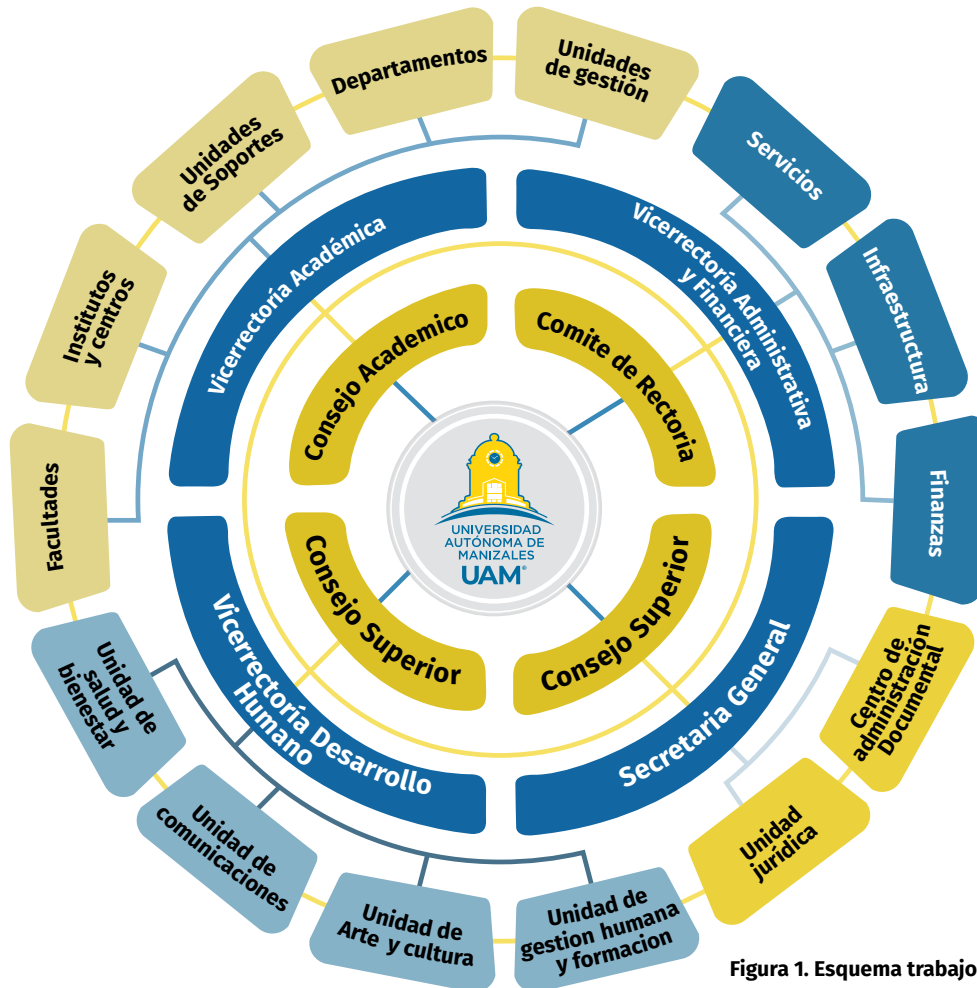 Departamentos
Unidades
de gestión
Unidades
de Soportes
Servicios
Institutos
y centros
Infraestructura
Facultades
Finanzas
Vicerrectoría Académica
Vicerrectoría Administrativa
y Financiera
Consejo Academico
Comite de Rectoria
UNIVERSIDAD
AUTÓNOMA DE
MANIZALES
UAM®
Consejo Superior
Consejo Superior
Vicerrectoría Desarrollo
Humano
Secretaria General
Unidad de
salud y
bienestar
Centro de
administración
Documental
Unidad de
comunicaciones
Unidad
jurídica
Unidad de
Arte y cultura
Unidad de
gestion humana
y formacion
Figura 1. Esquema trabajo